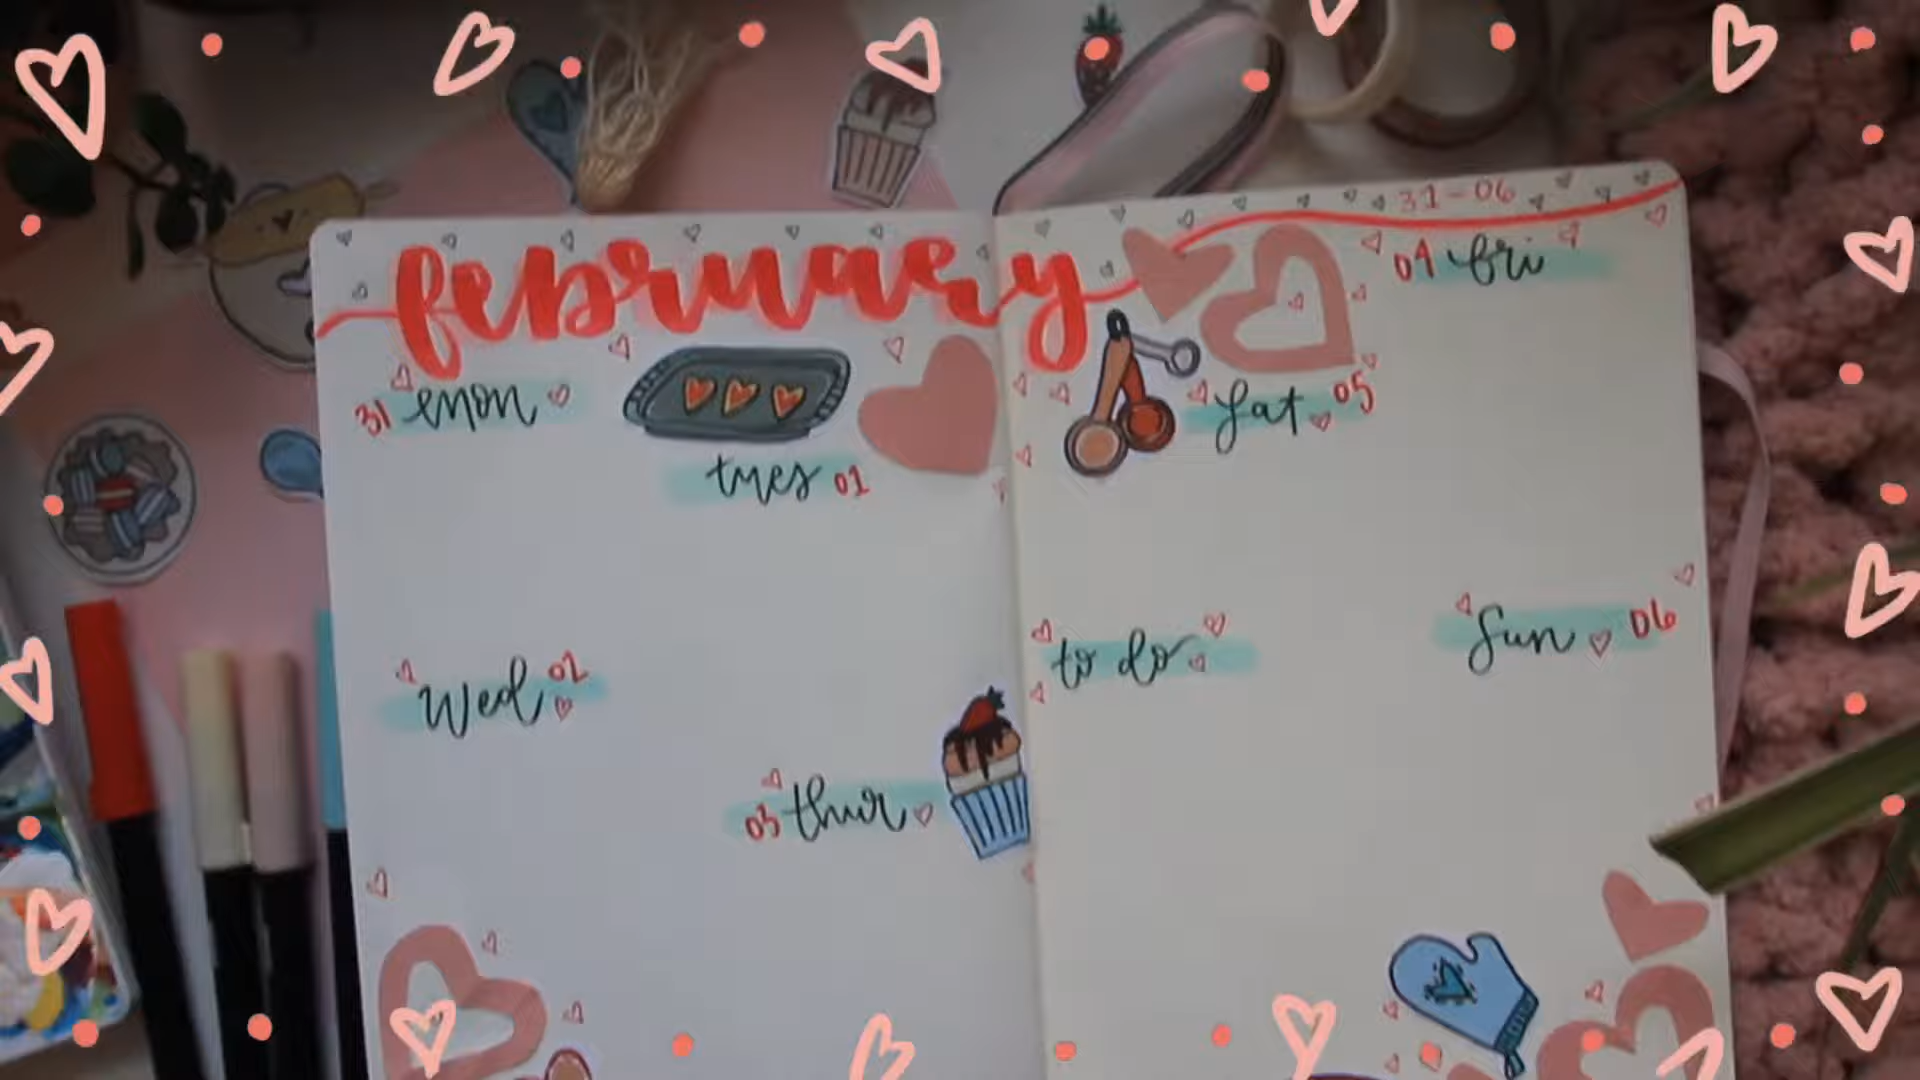 february
31-06
31 mon
tues 01
wed 02
03 thur
04 fri
sat 05
to do
sun 06